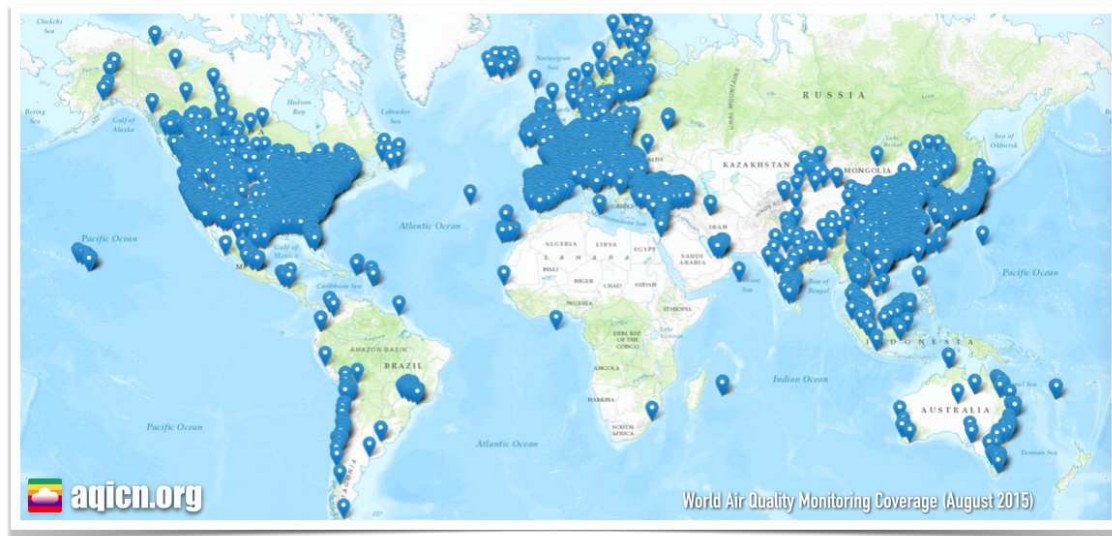 Chukchi
Sea
Bering
Sea
Gulf of
Alaska
Hudson
Bay
Labrador
Sea
Norwegian
Sea
RUSSIA
Sea of
Okhotsk
KAZAKHSTAN
MONGOLIA
Pacific Ocean
Atlantic Ocean
Gulf of
Mexico
Caribbean Sea
ALGERIA
LIBYA
EGYPT
SAHARA
MALI
NIGER
CHAD
SUDAN
NIGERIA
ETHIOPIA
SAUDI
ARABIA
IRAN
Bay of
Bengal
Pacific Ocean
AMAZON BASIN
BRAZIL
DEM. REP.
OF THE
CONGO
ANGOLA
NAMIBIA
SOUTH
AFRICA
Indian Ocean
INDONESIA
AUSTRALIA
Tasman Sea
Pacific Ocean
Atlantic Ocean
aqicn.org
World Air Quality Monitoring Coverage (August 2015)